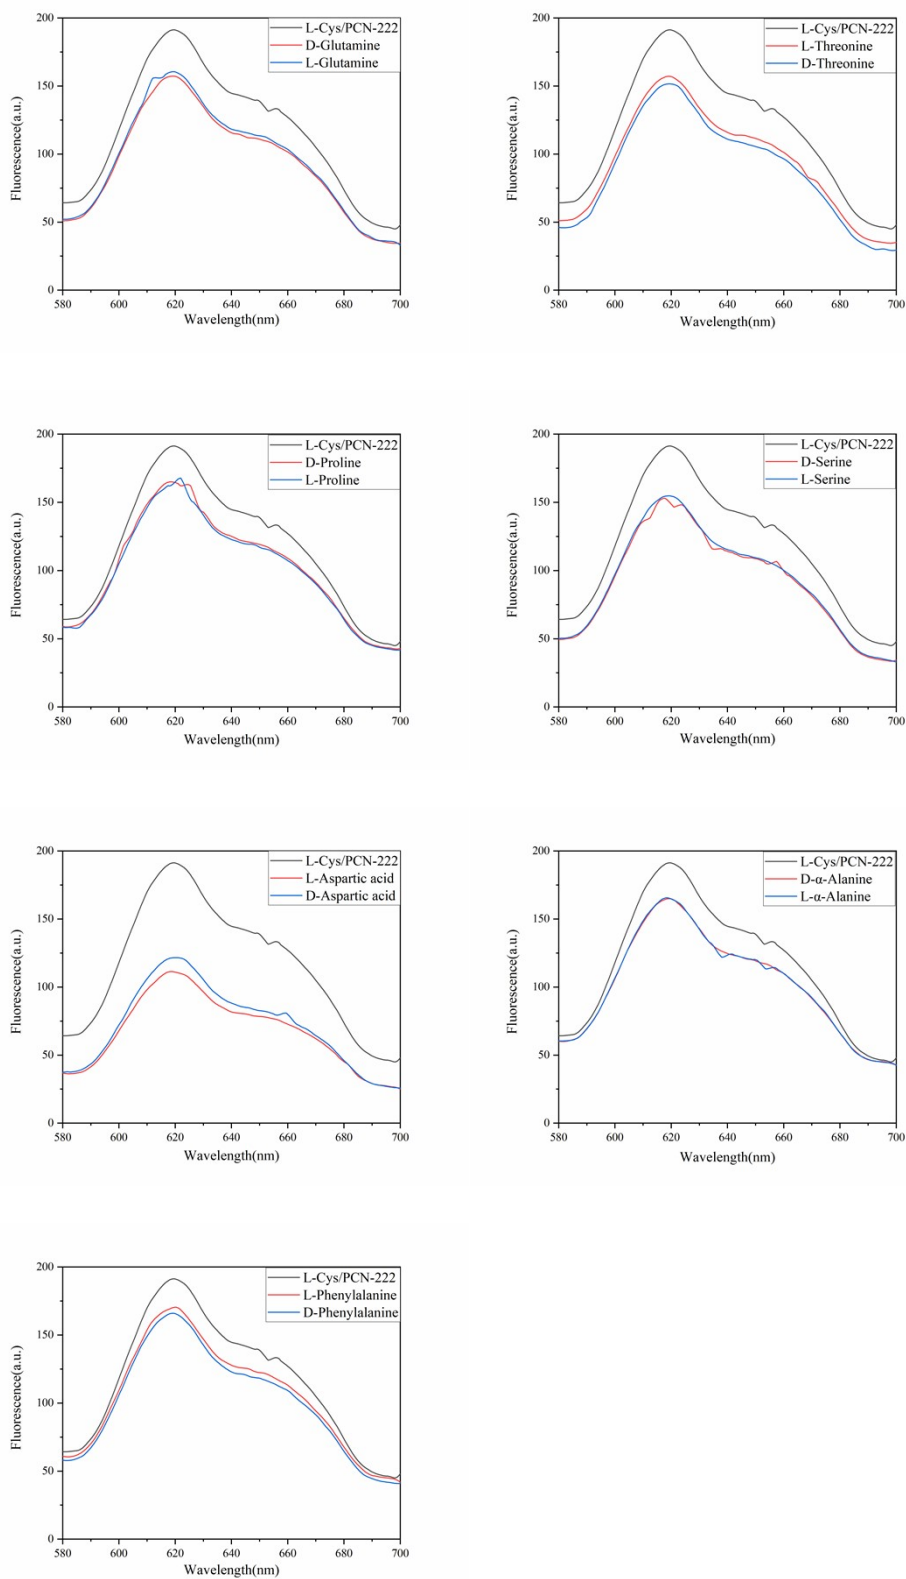 L-Cys/PCN-222
D-Glutamine
L-Glutamine
Fluorescence(a.u.)
200
150
100
50
0
580 600 620 640 660 680 700
Wavelength(nm)
L-Cys/PCN-222
L-Threonine
D-Threonine
Fluorescence(a.u.)
200
150
100
50
0
580 600 620 640 660 680 700
Wavelength(nm)
L-Cys/PCN-222
D-Proline
L-Proline
Fluorescence(a.u.)
200
150
100
50
0
580 600 620 640 660 680 700
Wavelength(nm)
L-Cys/PCN-222
D-Serine
L-Serine
Fluorescence(a.u.)
200
150
100
50
0
580 600 620 640 660 680 700
Wavelength(nm)
L-Cys/PCN-222
L-Aspartic acid
D-Aspartic acid
Fluorescence(a.u.)
200
150
100
50
0
580 600 620 640 660 680 700
Wavelength(nm)
L-Cys/PCN-222
D-α-Alanine
L-α-Alanine
Fluorescence(a.u.)
200
150
100
50
0
580 600 620 640 660 680 700
Wavelength(nm)
L-Cys/PCN-222
L-Phenylalanine
D-Phenylalanine
Fluorescence(a.u.)
200
150
100
50
0
580 600 620 640 660 680 700
Wavelength(nm)